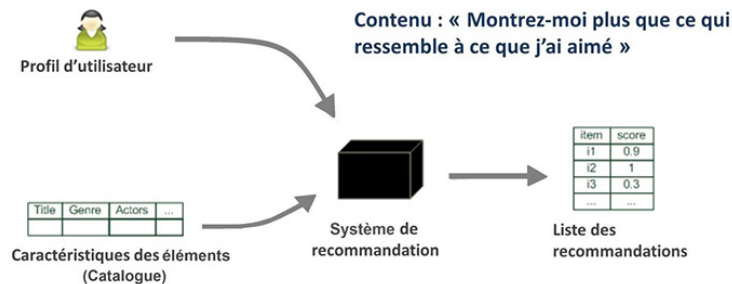 Contenu : « Montrez-moi plus que ce qui
ressemble à ce que j'ai aimé »
Profil d'utilisateur
item score
i1 0.9
i2 1
i3 0.3
... ...
Title Genre Actors ...
Système de
recommandation
Liste des
recommandations
Caractéristiques des éléments
(Catalogue)